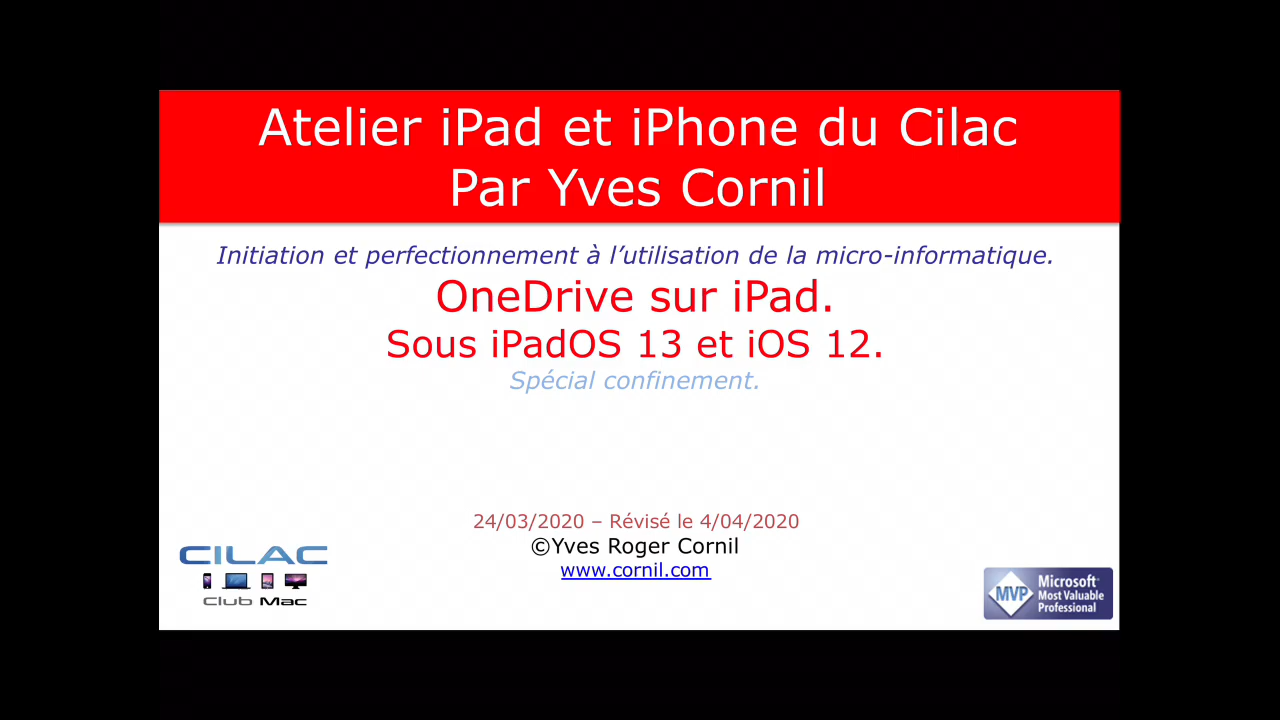 Atelier iPad et iPhone du Cilac
Par Yves Cornil
Initiation et perfectionnement à l’utilisation de la micro-informatique.
OneDrive sur iPad.
Sous iPadOS 13 et iOS 12.
Spécial confinement.
24/03/2020 – Révisé le 4/04/2020
©Yves Roger Cornil
www.cornil.com
CILAC
Club Mac
MVP
Microsoft®
Most Valuable
Professional